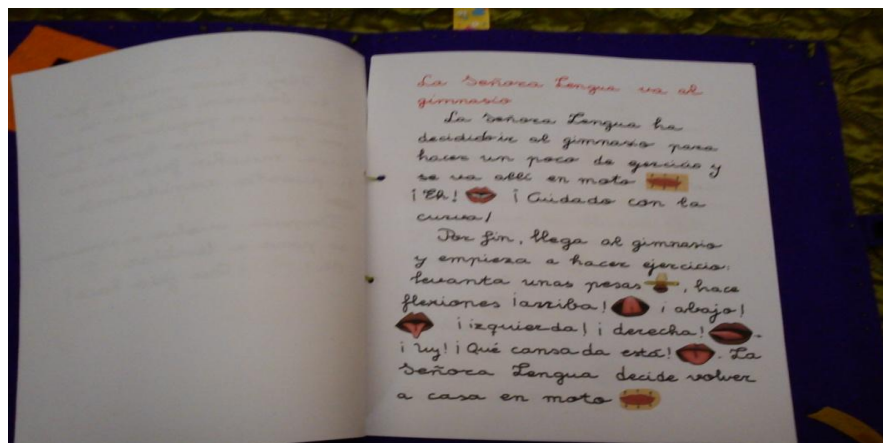 La Señora Lengua va al
gimnasio
La Señora Lengua ha
decidido ir al gimnasio para
hacer un poco de ejercicio y
se va allí en moto
¡Eh! ¡Cuidado con la
curva!
Por fin, llega al gimnasio
y empieza a hacer ejercicio:
levanta unas pesas, hace
flexiones ¡arriba! ¡abajo!
¡izquierda! ¡derecha!.
¡Uy! ¡Qué cansada está!. La
Señora Lengua decide volver
a casa en moto